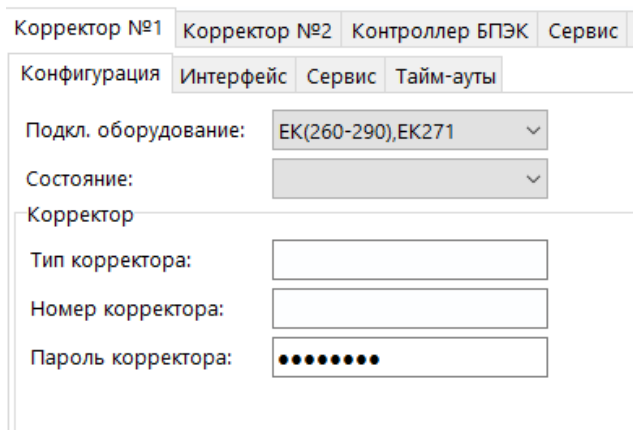 Корректор №1 Корректор №2 Контроллер БПЭК Сервис
Конфигурация Интерфейс Сервис Тайм-ауты
Подкл. оборудование: ЕК(260-290),ЕК271
Состояние:
Корректор
Тип корректора:
Номер корректора:
Пароль корректора: ●●●●●●●●